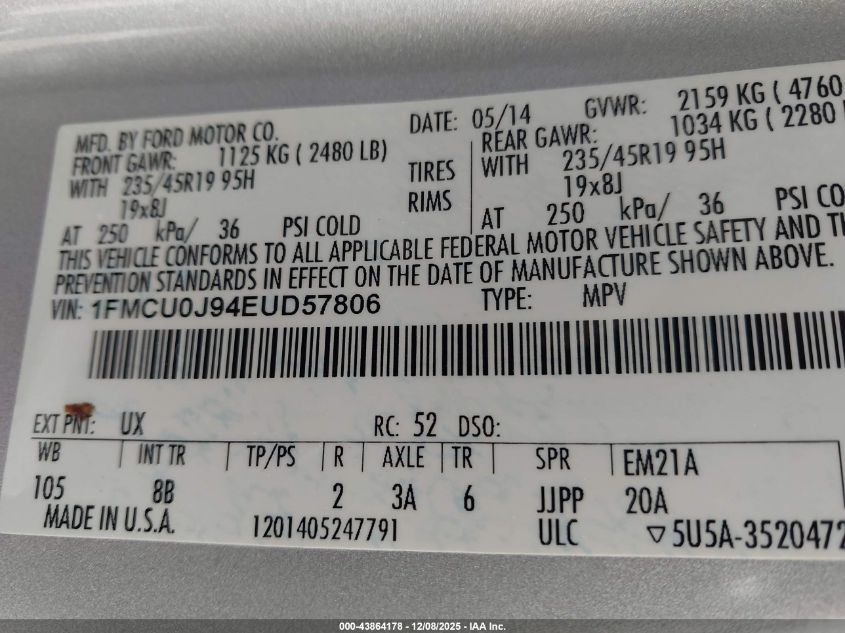 MFD. BY FORD MOTOR CO. DATE: 05/14 GVWR: 2159 KG ( 4760
FRONT GAWR: 1125 KG ( 2480 LB) REAR GAWR: 1034 KG ( 2280
WITH 235/45R19 95H TIRES WITH 235/45R19 95H
19x8J RIMS 19x8J
AT 250 kPa/ 36 PSI COLD AT 250 kPa/ 36 PSI CO
THIS VEHICLE CONFORMS TO ALL APPLICABLE FEDERAL MOTOR VEHICLE SAFETY AND TH
PREVENTION STANDARDS IN EFFECT ON THE DATE OF MANUFACTURE SHOWN ABOVE.
VIN: 1FMCU0J94EUD57806 TYPE: MPV
EXT PNT: UX RC: 52 DSO:
WB INT TR TP/PS R AXLE TR SPR EM21A
105 8B 2 3A 6 JJPP 20A
MADE IN U.S.A. 1201405247791 ULC ▽5U5A-3520472
000-43864178 - 12/08/2025 - IAA Inc.